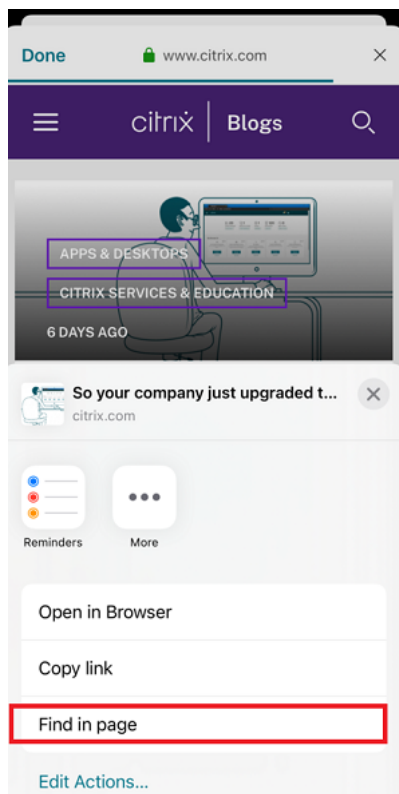 Done www.citrix.com
citrix Blogs
APPS & DESKTOPS
CITRIX SERVICES & EDUCATION
6 DAYS AGO
So your company just upgraded t...
citrix.com
Reminders More
Open in Browser
Copy link
Find in page
Edit Actions...